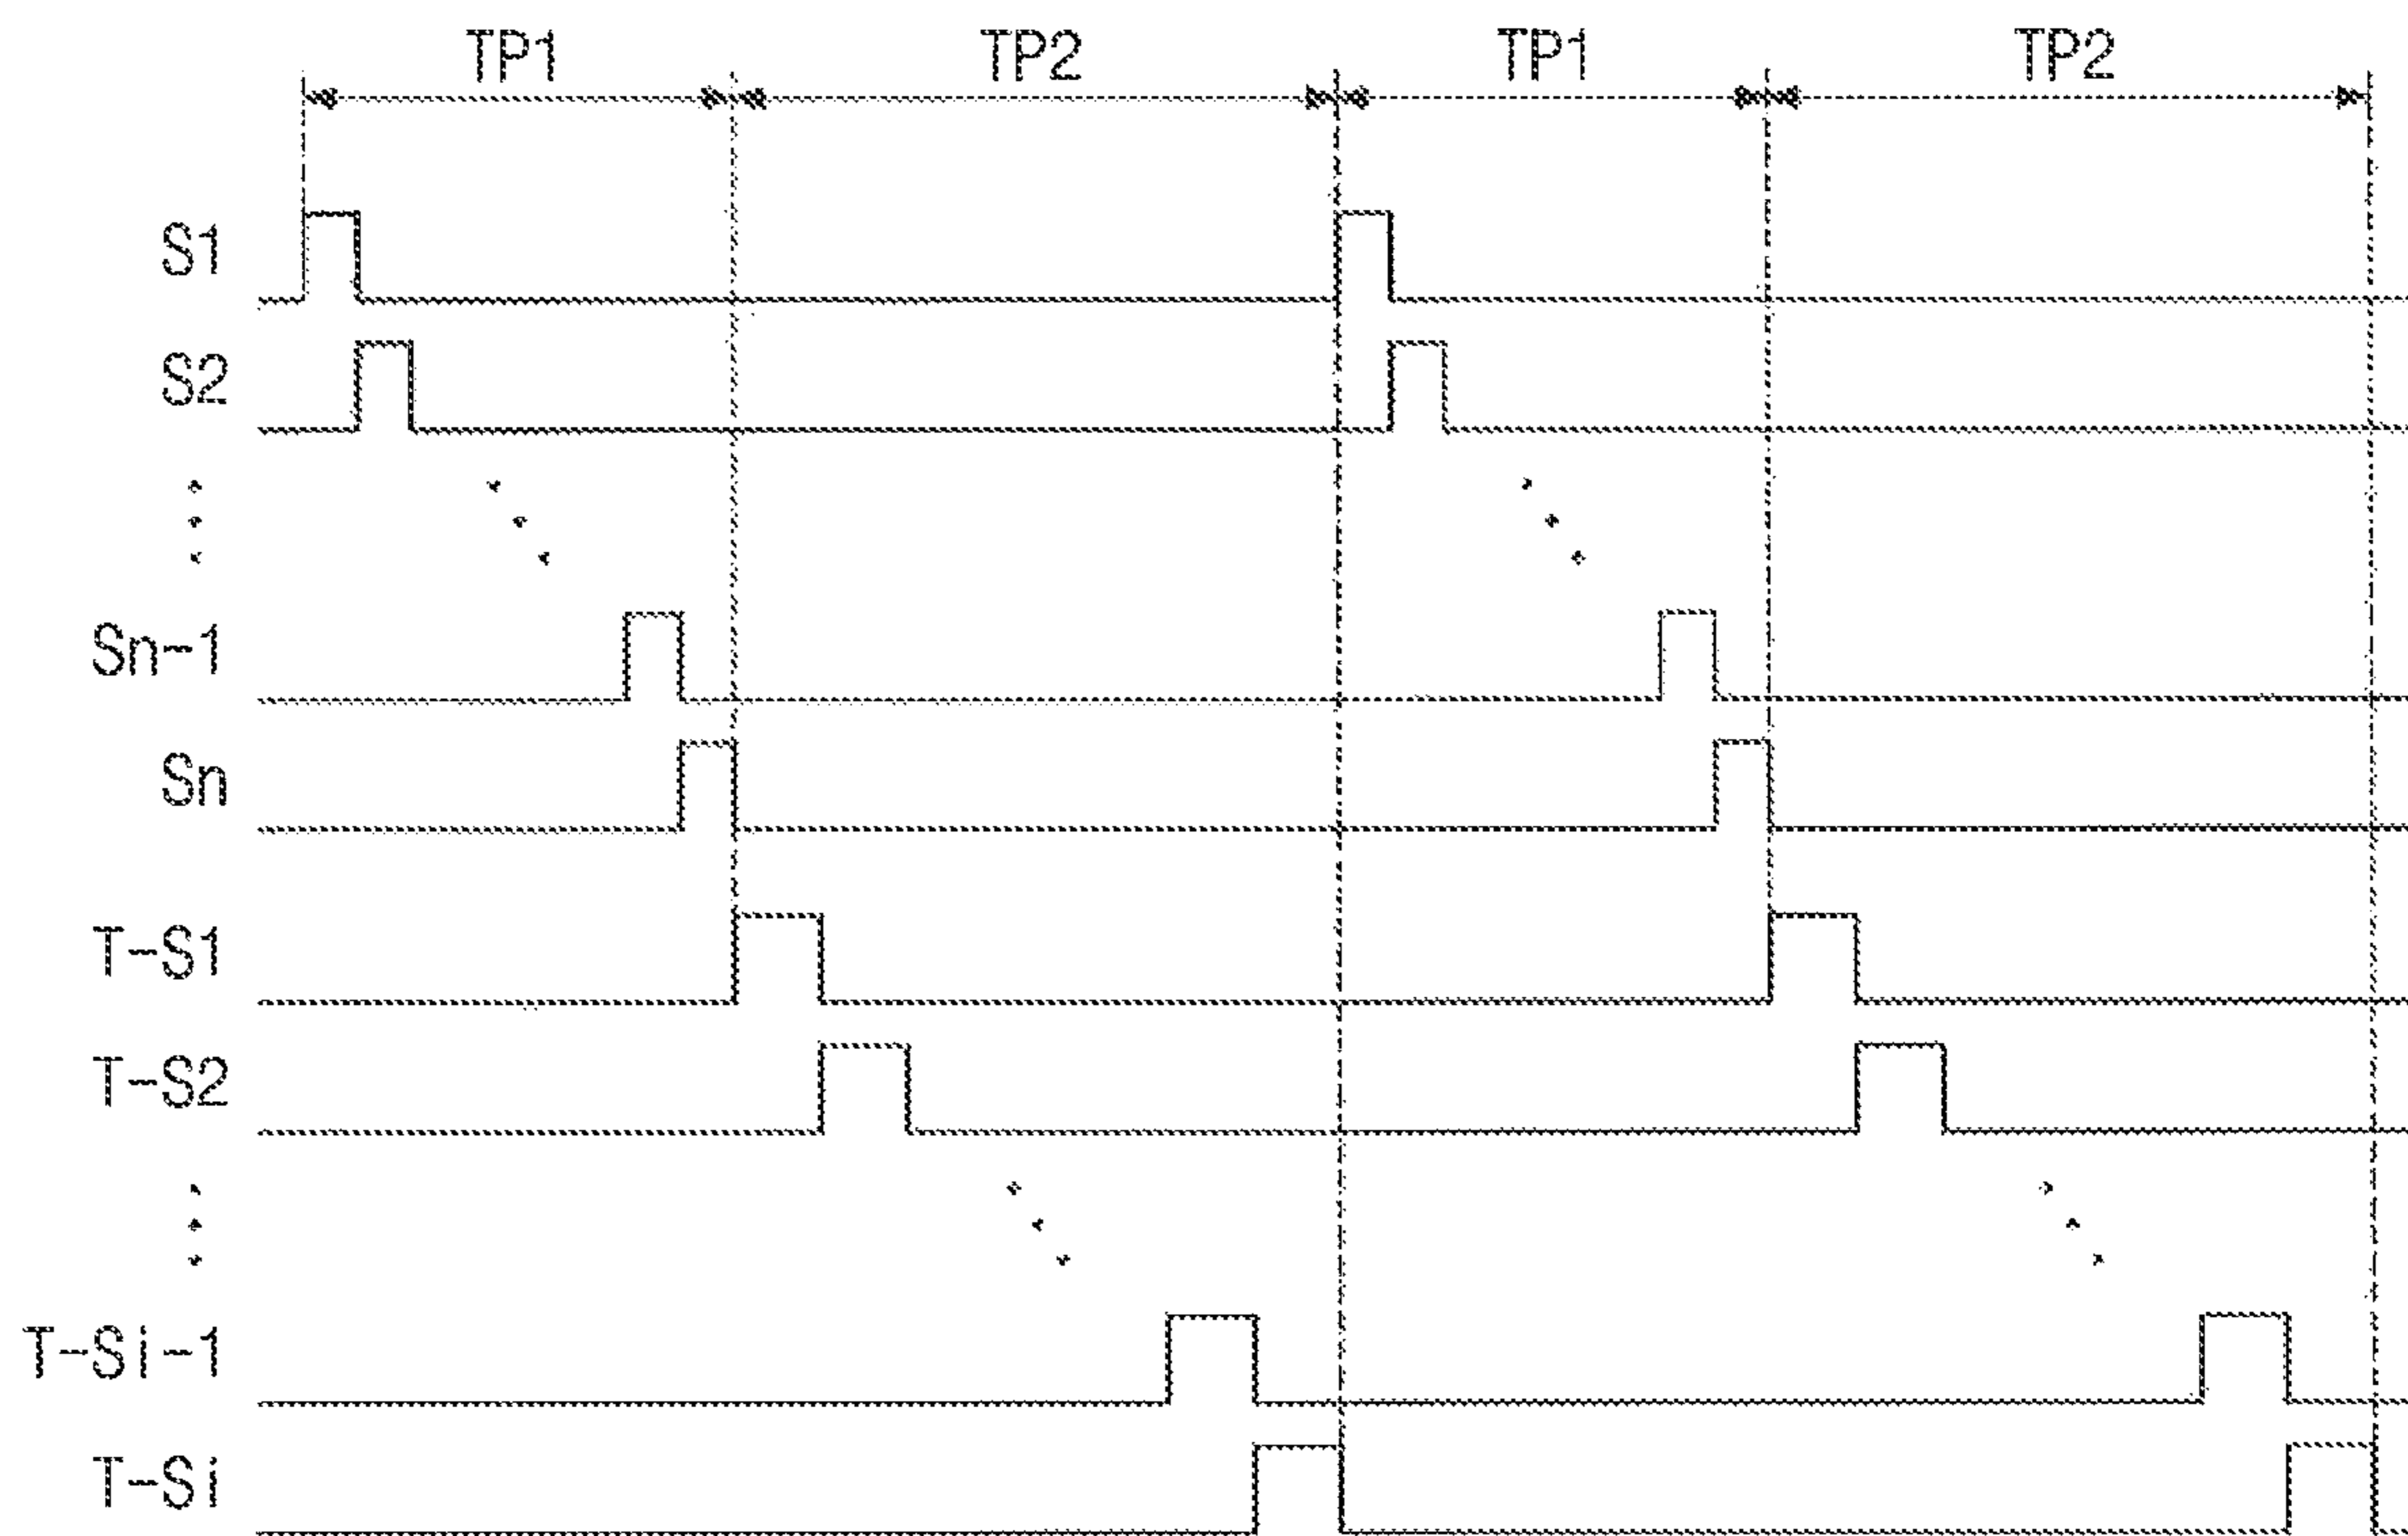 TP1 TP2 TP1 TP2
S1
S2
Sn-1
Sn
T-S1
T-S2
T-Si-1
T-Si